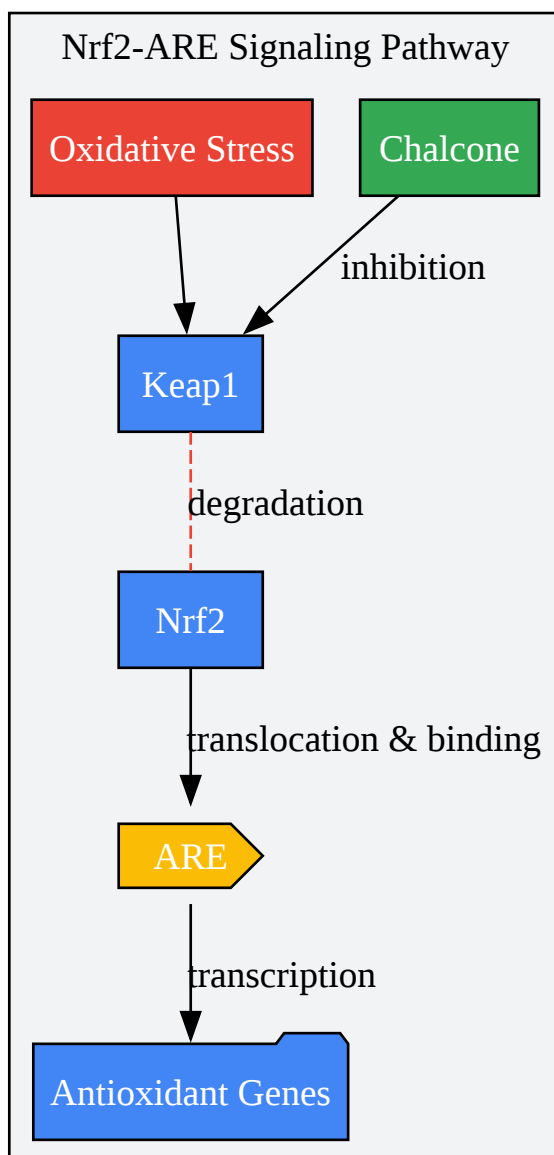 Nrf2-ARE Signaling Pathway
Oxidative Stress
Chalcone
inhibition
Keap1
degradation
Nrf2
translocation & binding
ARE
transcription
Antioxidant Genes